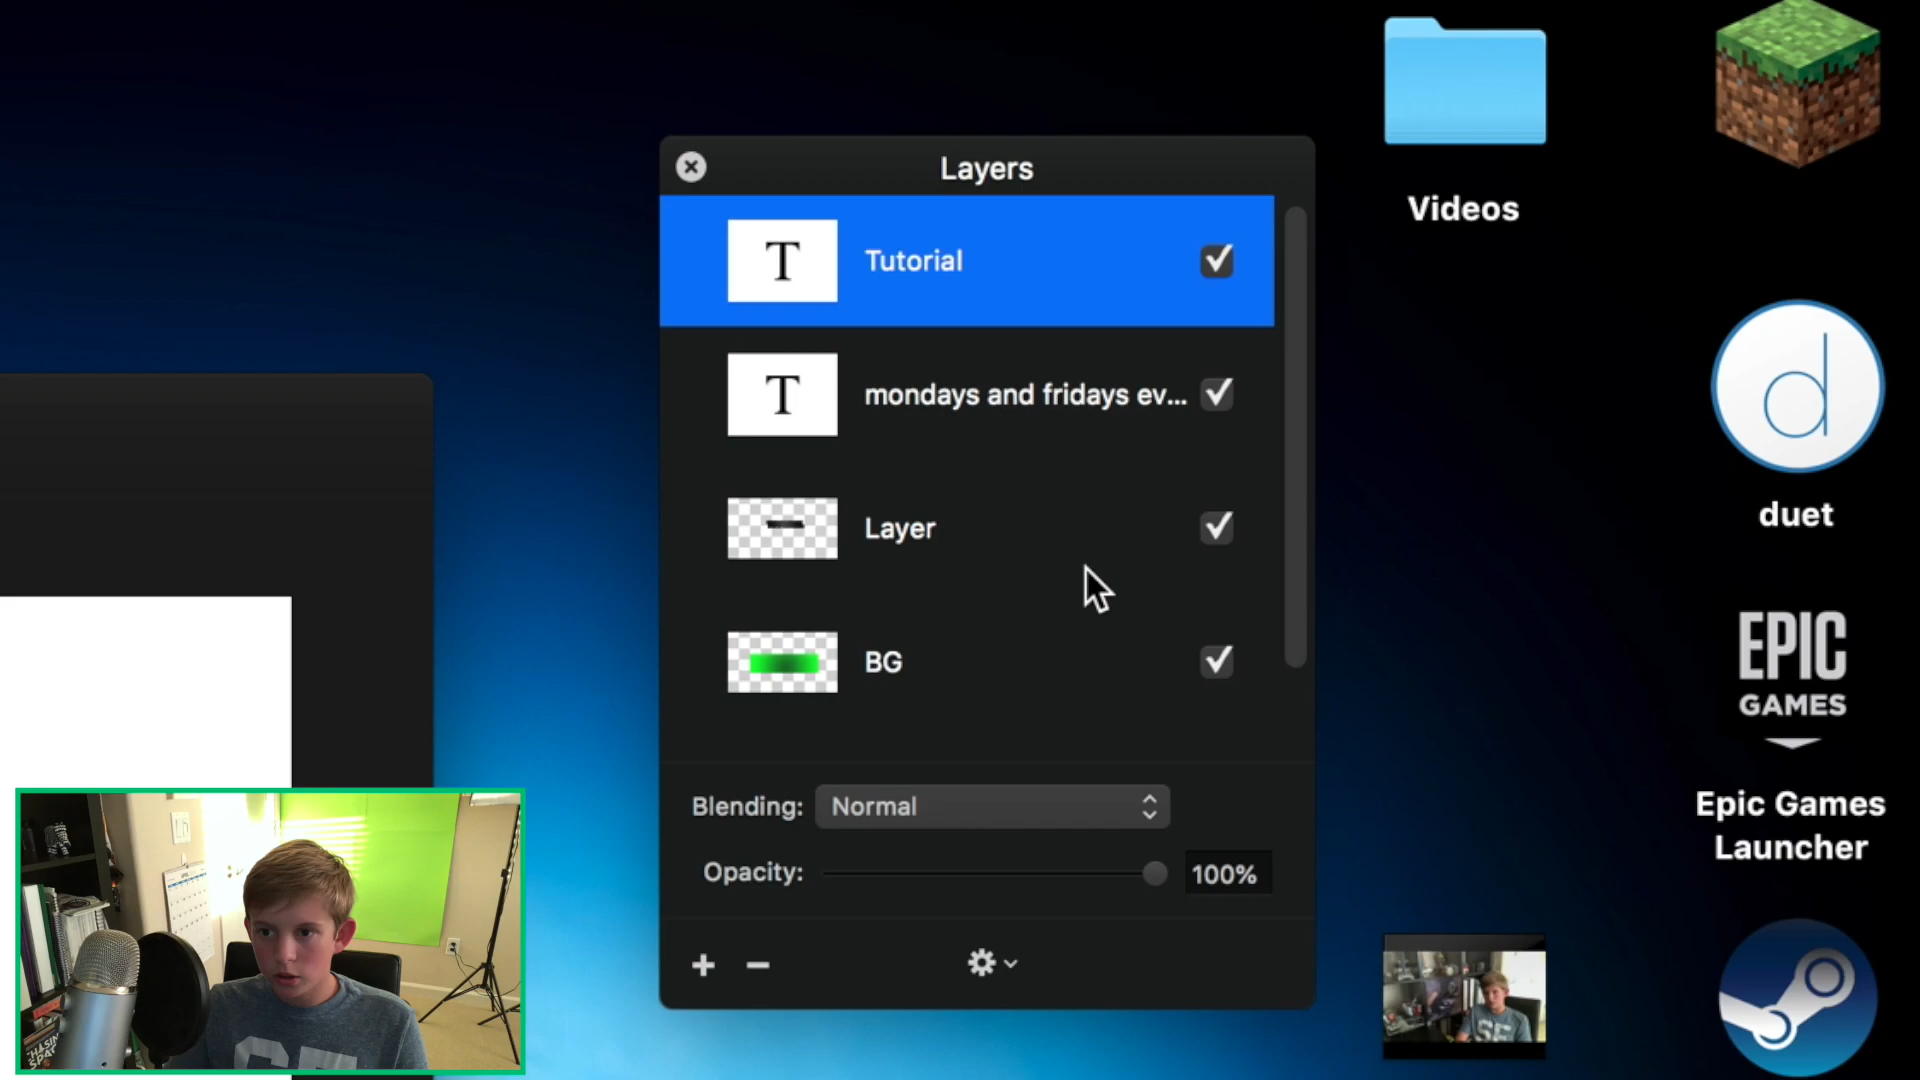 Layers
T
Tutorial
T
mondays and fridays ev...
Layer
BG
Blending:
Normal
Opacity:
100%
Videos
d
duet
EPIC
GAMES
Epic Games
Launcher